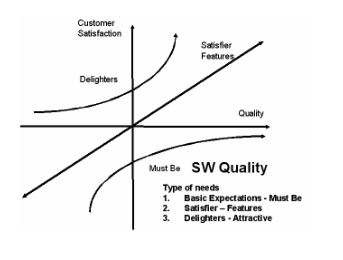 Customer
Satisfaction
Satisfier
Features
Delighters
Quality
Must Be
SW Quality
Type of needs
1. Basic Expectations - Must Be
2. Satisfier – Features
3. Delighters - Attractive